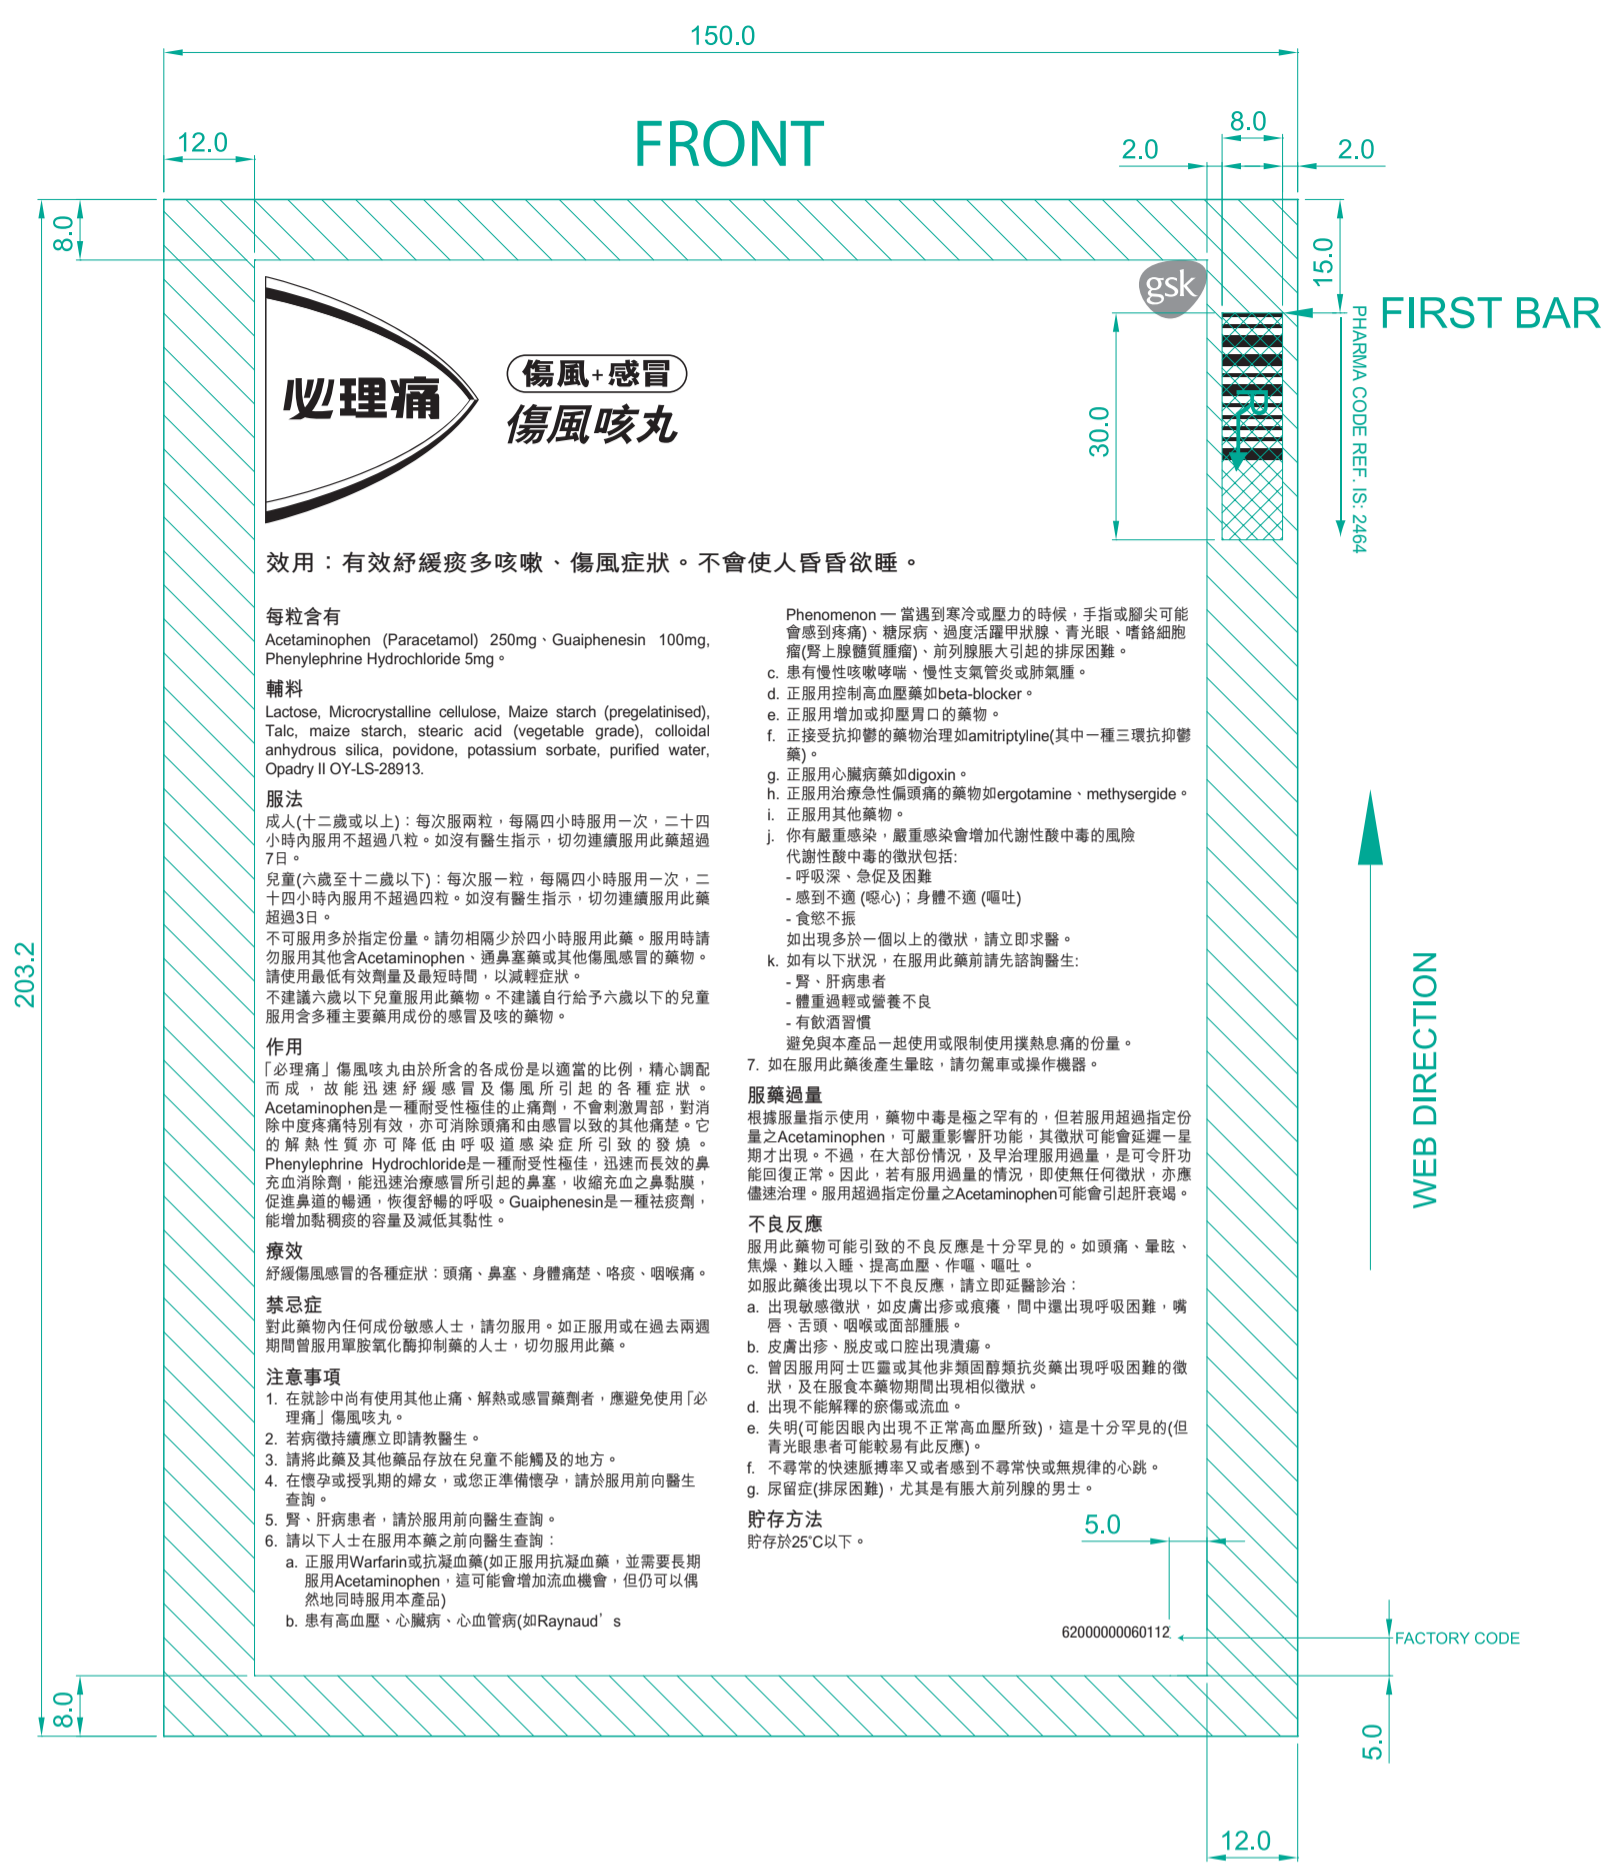 150.0
FRONT
12.0
8.0
2.0
2.0
8.0
15.0
gsk
FIRST BAR
PHARMA CODE REF. IS: 2464
30.0
R
必理痛
傷風+感冒
傷風咳丸
效用：有效紓緩痰多咳嗽、傷風症狀。不會使人昏昏欲睡。
每粒含有
Acetaminophen (Paracetamol) 250mg、Guaiphenesin 100mg,
Phenylephrine Hydrochloride 5mg。
輔料
Lactose, Microcrystalline cellulose, Maize starch (pregelatinised),
Talc, maize starch, stearic acid (vegetable grade), colloidal
anhydrous silica, povidone, potassium sorbate, purified water,
Opadry II OY-LS-28913.
服法
成人(十二歲或以上)：每次服兩粒，每隔四小時服用一次，二十四
小時內服用不超過八粒。如沒有醫生指示，切勿連續服用此藥超過
7日。
兒童(六歲至十二歲以下)：每次服一粒，每隔四小時服用一次，二
十四小時內服用不超過四粒。如沒有醫生指示，切勿連續服用此藥
超過3日。
不可服用多於指定份量。請勿相隔少於四小時服用此藥。服用時請
勿服用其他含Acetaminophen、通鼻塞藥或其他傷風感冒的藥物。
請使用最低有效劑量及最短時間，以減輕症狀。
不建議六歲以下兒童服用此藥物。不建議自行給予六歲以下的兒童
服用含多種主要藥用成份的感冒及咳的藥物。
作用
「必理痛」傷風咳丸由於所含的各成份是以適當的比例，精心調配
而成，故能迅速紓緩感冒及傷風所引起的各種症狀。
Acetaminophen是一種耐受性極佳的止痛劑，不會刺激胃部，對消
除中度疼痛特別有效，亦可消除頭痛和由感冒以致的其他痛楚。它
的解熱性質亦可降低由呼吸道感染症所引致的發燒。
Phenylephrine Hydrochloride是一種耐受性極佳，迅速而長效的鼻
充血消除劑，能迅速治療感冒所引起的鼻塞，收縮充血之鼻黏膜，
促進鼻道的暢通，恢復舒暢的呼吸。Guaiphenesin是一種祛痰劑，
能增加黏稠痰的容量及減低其黏性。
療效
紓緩傷風感冒的各種症狀：頭痛、鼻塞、身體痛楚、咯痰、咽喉痛。
禁忌症
對此藥物內任何成份敏感人士，請勿服用。如正服用或在過去兩週
期間曾服用單胺氧化酶抑制藥的人士，切勿服用此藥。
注意事項
1. 在就診中尚有使用其他止痛、解熱或感冒藥劑者，應避免使用「必
理痛」傷風咳丸。
2. 若病徵持續應立即請教醫生。
3. 請將此藥及其他藥品存放在兒童不能觸及的地方。
4. 在懷孕或授乳期的婦女，或您正準備懷孕，請於服用前向醫生
查詢。
5. 腎、肝病患者，請於服用前向醫生查詢。
6. 請以下人士在服用本藥之前向醫生查詢：
a. 正服用Warfarin或抗凝血藥(如正服用抗凝血藥，並需要長期
服用Acetaminophen，這可能會增加流血機會，但仍可以偶
然地同時服用本產品)
b. 患有高血壓、心臟病、心血管病(如Raynaud’s
Phenomenon — 當遇到寒冷或壓力的時候，手指或腳尖可能
會感到疼痛)、糖尿病、過度活躍甲狀腺、青光眼、嗜鉻細胞
瘤(腎上腺髓質腫瘤)、前列腺脹大引起的排尿困難。
c. 患有慢性咳嗽哮喘、慢性支氣管炎或肺氣腫。
d. 正服用控制高血壓藥如beta-blocker。
e. 正服用增加或抑壓胃口的藥物。
f. 正接受抗抑鬱的藥物治理如amitriptyline(其中一種三環抗抑鬱
藥)。
g. 正服用心臟病藥如digoxin。
h. 正服用治療急性偏頭痛的藥物如ergotamine、methysergide。
i. 正服用其他藥物。
j. 你有嚴重感染，嚴重感染會增加代謝性酸中毒的風險
代謝性酸中毒的徵狀包括:
- 呼吸深、急促及困難
- 感到不適 (噁心)；身體不適 (嘔吐)
- 食慾不振
如出現多於一個以上的徵狀，請立即求醫。
k. 如有以下狀況，在服用此藥前請先諮詢醫生:
- 腎、肝病患者
- 體重過輕或營養不良
- 有飲酒習慣
避免與本產品一起使用或限制使用撲熱息痛的份量。
7. 如在服用此藥後產生暈眩，請勿駕車或操作機器。
服藥過量
根據服量指示使用，藥物中毒是極之罕有的，但若服用超過指定份
量之Acetaminophen，可嚴重影響肝功能，其徵狀可能會延遲一星
期才出現。不過，在大部份情況，及早治理服用過量，是可令肝功
能回復正常。因此，若有服用過量的情況，即使無任何徵狀，亦應
儘速治理。服用超過指定份量之Acetaminophen可能會引起肝衰竭。
不良反應
服用此藥物可能引致的不良反應是十分罕見的。如頭痛、暈眩、
焦燥、難以入睡、提高血壓、作嘔、嘔吐。
如服此藥後出現以下不良反應，請立即延醫診治：
a. 出現敏感徵狀，如皮膚出疹或痕癢，間中還出現呼吸困難，嘴
唇、舌頭、咽喉或面部腫脹。
b. 皮膚出疹、脱皮或口腔出現潰瘍。
c. 曾因服用阿士匹靈或其他非類固醇類抗炎藥出現呼吸困難的徵
狀，及在服食本藥物期間出現相似徵狀。
d. 出現不能解釋的瘀傷或流血。
e. 失明(可能因眼內出現不正常高血壓所致)，這是十分罕見的(但
青光眼患者可能較易有此反應)。
f. 不尋常的快速脈搏率又或者感到不尋常快或無規律的心跳。
g. 尿留症(排尿困難)，尤其是有脹大前列腺的男士。
貯存方法
貯存於25°C以下。
5.0
62000000060112
FACTORY CODE
5.0
WEB DIRECTION
203.2
8.0
12.0